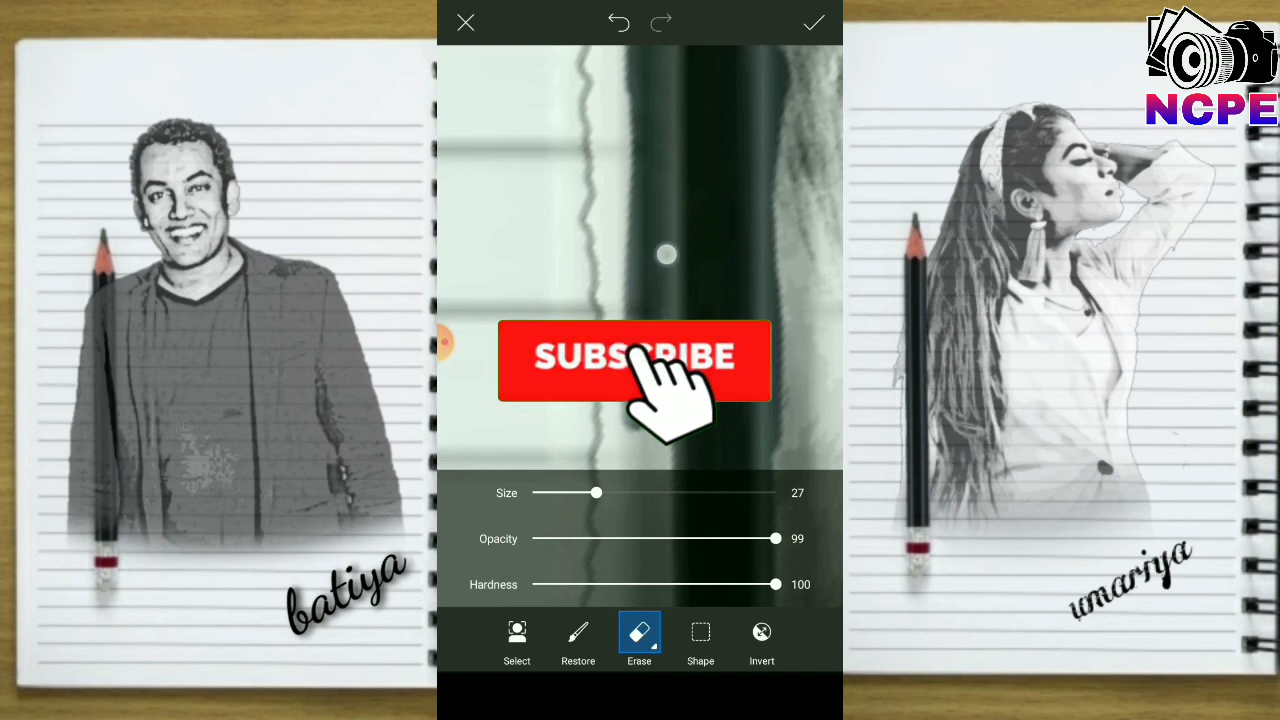 NCPE
SUBSCRIBE
Size 27
Opacity 99
Hardness 100
Select Restore Erase Shape Invert
batiya
umariya